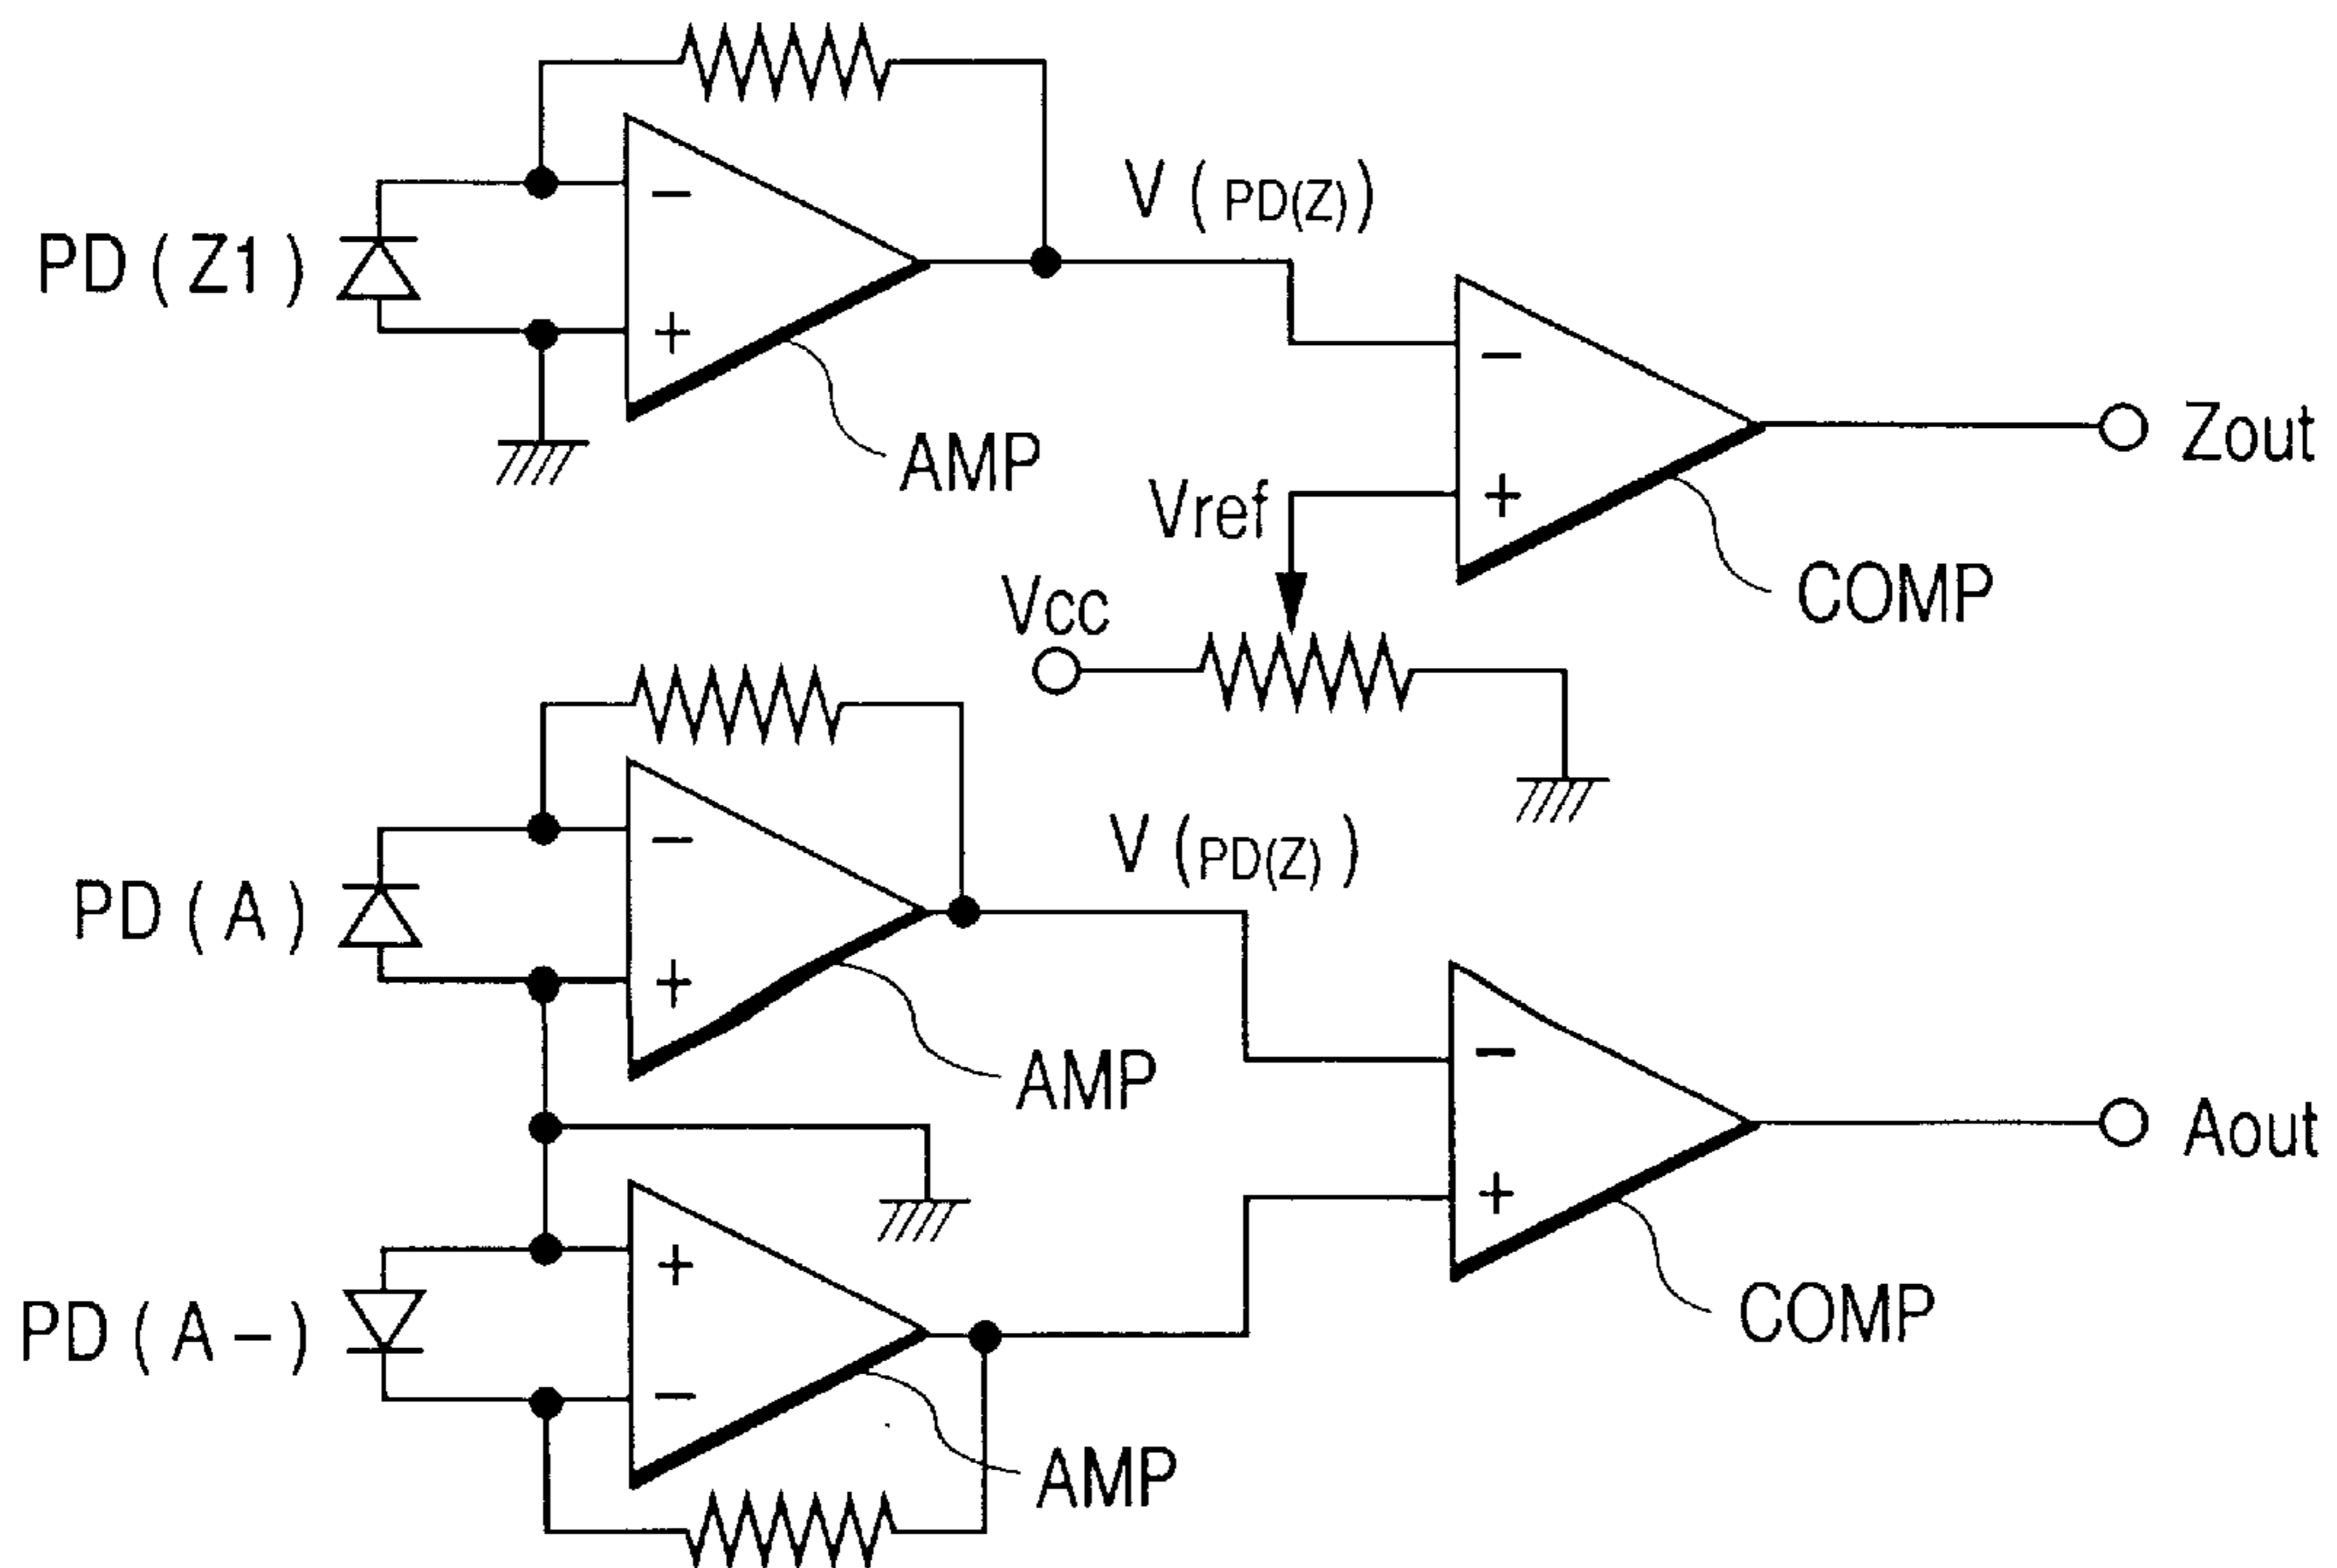 V (PD(Z))
−
PD(Z1)
+
AMP
Zout
−
Vref
+
Vcc
COMP
V (PD(Z))
−
PD(A)
+
AMP
−
Aout
+
+
PD(A−)
COMP
−
AMP